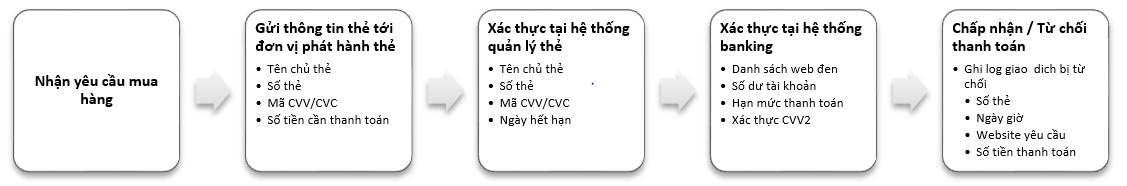 Nhận yêu cầu mua
hàng
Gửi thông tin thẻ tới
đơn vị phát hành thẻ
• Tên chủ thẻ
• Số thẻ
• Mã CVV/CVC
• Số tiền cần thanh toán
Xác thực tại hệ thống
quản lý thẻ
• Tên chủ thẻ
• Số thẻ
• Mã CVV/CVC
• Ngày hết hạn
Xác thực tại hệ thống
banking
• Danh sách web đen
• Số dư tài khoản
• Hạn mức thanh toán
• Xác thực CVV2
Chấp nhận / Từ chối
thanh toán
• Ghi log giao dich bị từ
chối
• Số thẻ
• Ngày giờ
• Website yêu cầu
• Số tiền thanh toán